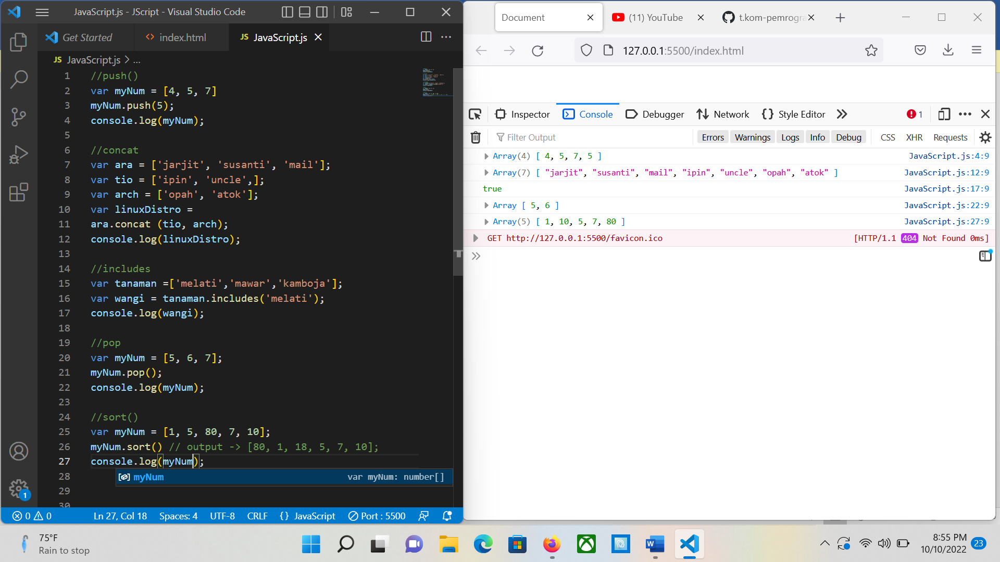 JavaScript.js - JScript - Visual Studio Code
Get Started
index.html
JS JavaScript.js
JS JavaScript.js > ...
1 //push()
2 var myNum = [4, 5, 7]
3 myNum.push(5);
4 console.log(myNum);
5
6 //concat
7 var ara = ['jarjit', 'susanti', 'mail'];
8 var tio = ['ipin', 'uncle',];
9 var arch = ['opah', 'atok'];
10 var linuxDistro =
11 ara.concat (tio, arch);
12 console.log(linuxDistro);
13
14 //includes
15 var tanaman =['melati','mawar','kamboja'];
16 var wangi = tanaman.includes('melati');
17 console.log(wangi);
18
19 //pop
20 var myNum = [5, 6, 7];
21 myNum.pop();
22 console.log(myNum);
23
24 //sort()
25 var myNum = [1, 5, 80, 7, 10];
26 myNum.sort() // output -> [80, 1, 18, 5, 7, 10];
27 console.log(myNum);
28
myNum var myNum: number[]
29
30
1
0 0 Ln 27, Col 18 Spaces: 4 UTF-8 CRLF {} JavaScript Port : 5500
Document
(11) YouTube
t.kom-pemrogra
127.0.0.1:5500/index.html
Inspector Console Debugger Network {} Style Editor 1
Filter Output Errors Warnings Logs Info Debug CSS XHR Requests
Array(4) [ 4, 5, 7, 5 ] JavaScript.js:4:9
Array(7) [ "jarjit", "susanti", "mail", "ipin", "uncle", "opah", "atok" ] JavaScript.js:12:9
true JavaScript.js:17:9
Array [ 5, 6 ] JavaScript.js:22:9
Array(5) [ 1, 10, 5, 7, 80 ] JavaScript.js:27:9
GET http://127.0.0.1:5500/favicon.ico [HTTP/1.1 404 Not Found 0ms]
75°F
Rain to stop
W
8:55 PM
10/10/2022
23